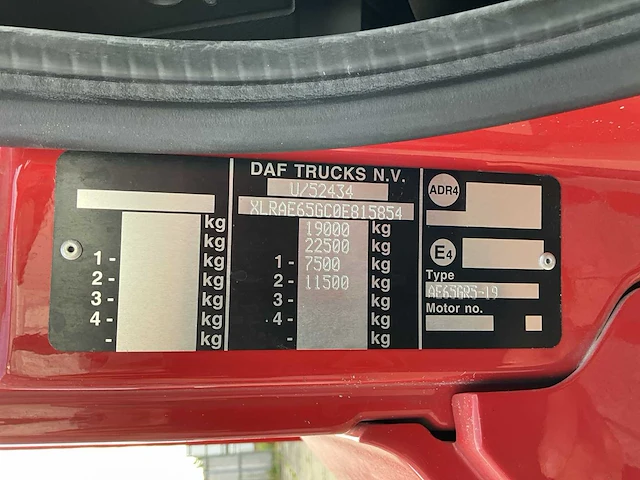 DAF TRUCKS N.V.
U/52434
XLRAE65GC0E815854
kg
kg
1- kg
2- kg
3- kg
4- kg
- kg
19000 kg
22500 kg
1- 7500 kg
2- 11500 kg
3- kg
4- kg
- kg
ADR4
E4
Type
AE65GR5-19
Motor no.